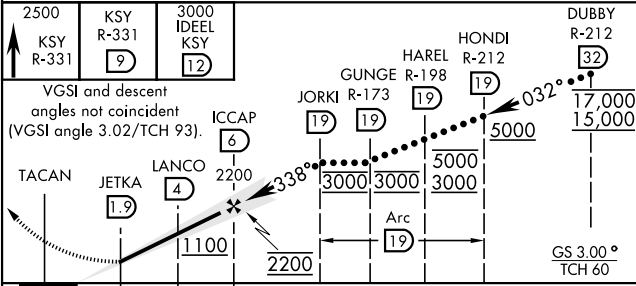 2500
KSY
R-331
KSY
R-331
9
3000
IDEEL
KSY
12
VGSI and descent
angles not coincident
(VGSI angle 3.02/TCH 93).
DUBBY
R-212
32
HONDI
R-212
19
HAREL
R-198
19
GUNGE
R-173
19
JORKI
19
ICCAP
6
LANCO
4
JETKA
1.9
TACAN
032°
17,000
15,000
5000
5000
3000
3000
3000
338°
2200
2200
1100
Arc
19
GS 3.00°
TCH 60